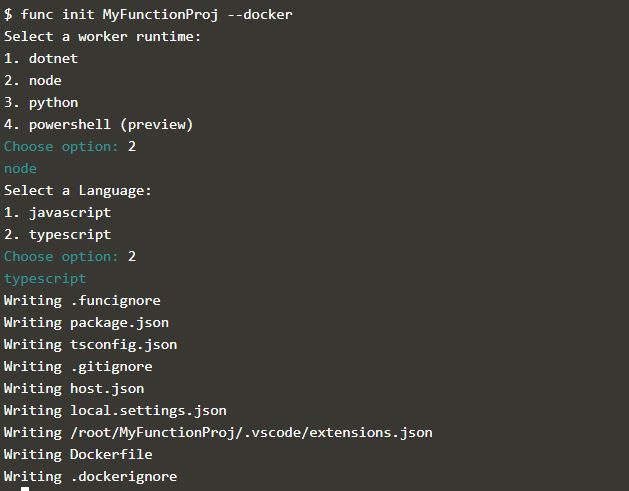 $ func init MyFunctionProj --docker
Select a worker runtime:
1. dotnet
2. node
3. python
4. powershell (preview)
Choose option: 2
node
Select a Language:
1. javascript
2. typescript
Choose option: 2
typescript
Writing .funcignore
Writing package.json
Writing tsconfig.json
Writing .gitignore
Writing host.json
Writing local.settings.json
Writing /root/MyFunctionProj/.vscode/extensions.json
Writing Dockerfile
Writing .dockerignore